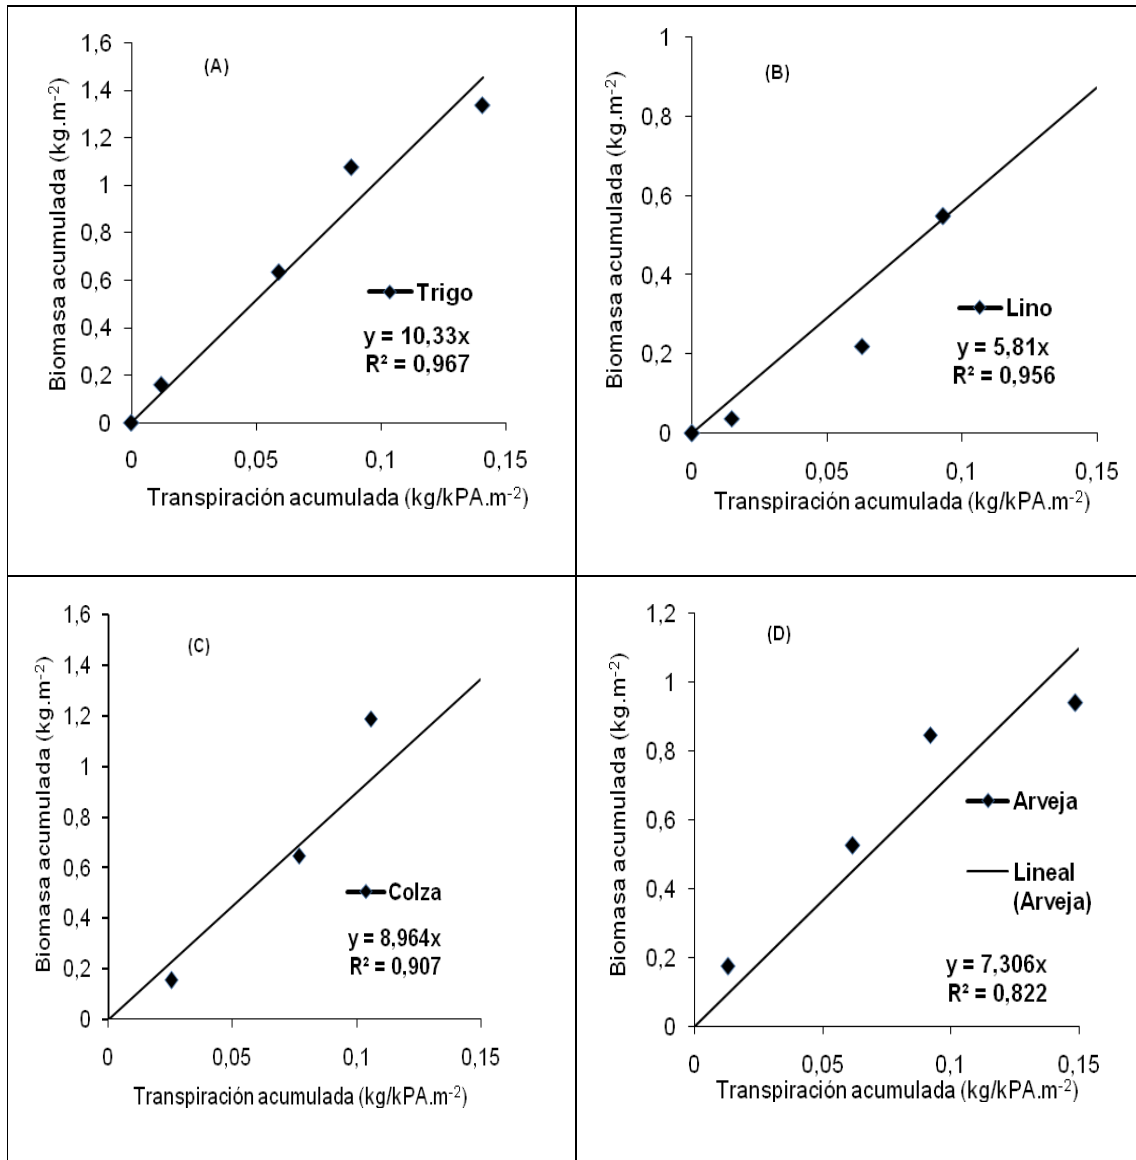 (A)
Biomasa acumulada (kg.m-2)
1,6
1,4
1,2
1
0,8
0,6
0,4
0,2
0
Trigo
y = 10,33x
R² = 0,967
0 0,05 0,1 0,15
Transpiración acumulada (kg/kPA.m-2)
(B)
Biomasa acumulada (kg.m-2)
1
0,8
0,6
0,4
0,2
0
Lino
y = 5,81x
R² = 0,956
0 0,05 0,1 0,15
Transpiración acumulada (kg/kPA.m-2)
(C)
Biomasa acumulada (kg.m-2)
1,6
1,4
1,2
1
0,8
0,6
0,4
0,2
0
Colza
y = 8,964x
R² = 0,907
0 0,05 0,1 0,15
Transpiración acumulada (kg/kPA.m-2)
(D)
Biomasa acumulada (kg.m-2)
1,2
1
0,8
0,6
0,4
0,2
0
Arveja
Lineal
(Arveja)
y = 7,306x
R² = 0,822
0 0,05 0,1 0,15
Transpiración acumulada (kg/kPA.m-2)